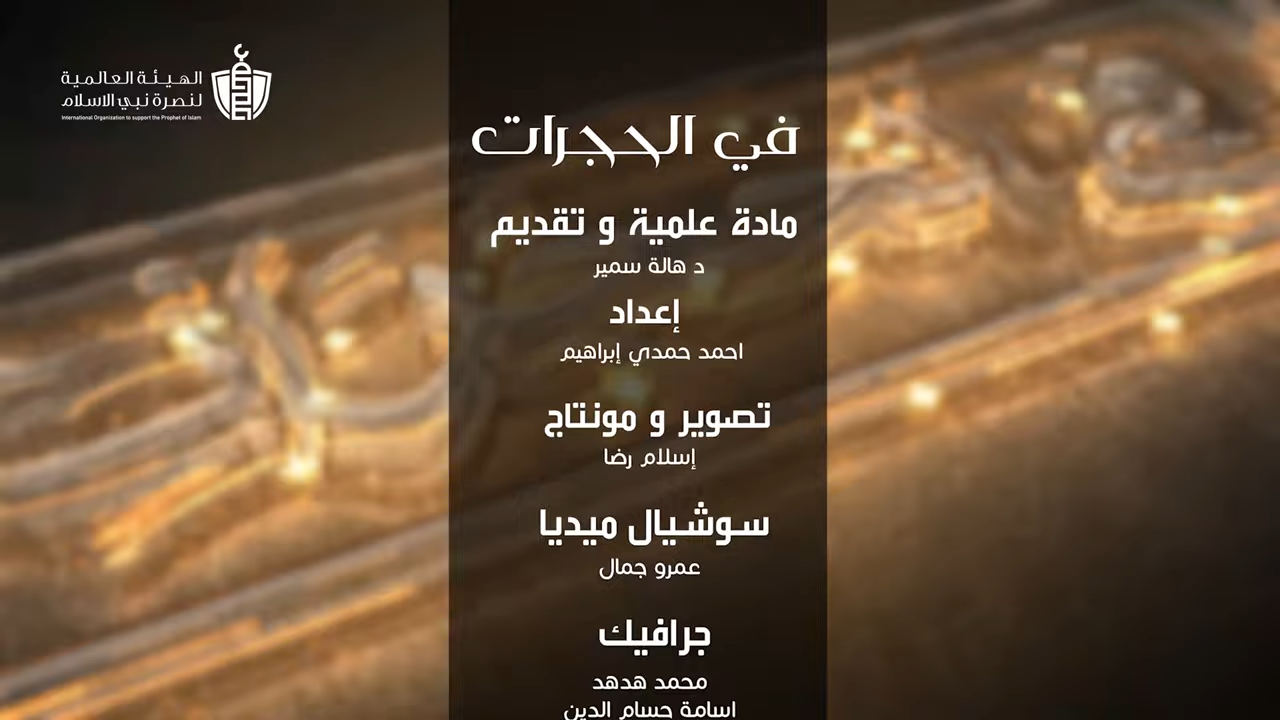 الهيئة العالمية
لنصرة نبي الاسلام
International Organization to support the Prophet of Islam
في الحجرات
مادة علمية و تقديم
د هالة سمير
إعداد
احمد حمدي إبراهيم
تصوير و مونتاج
إسلام رضا
سوشيال ميديا
عمرو جمال
جرافيك
محمد هدهد
اسامة حسام الدين